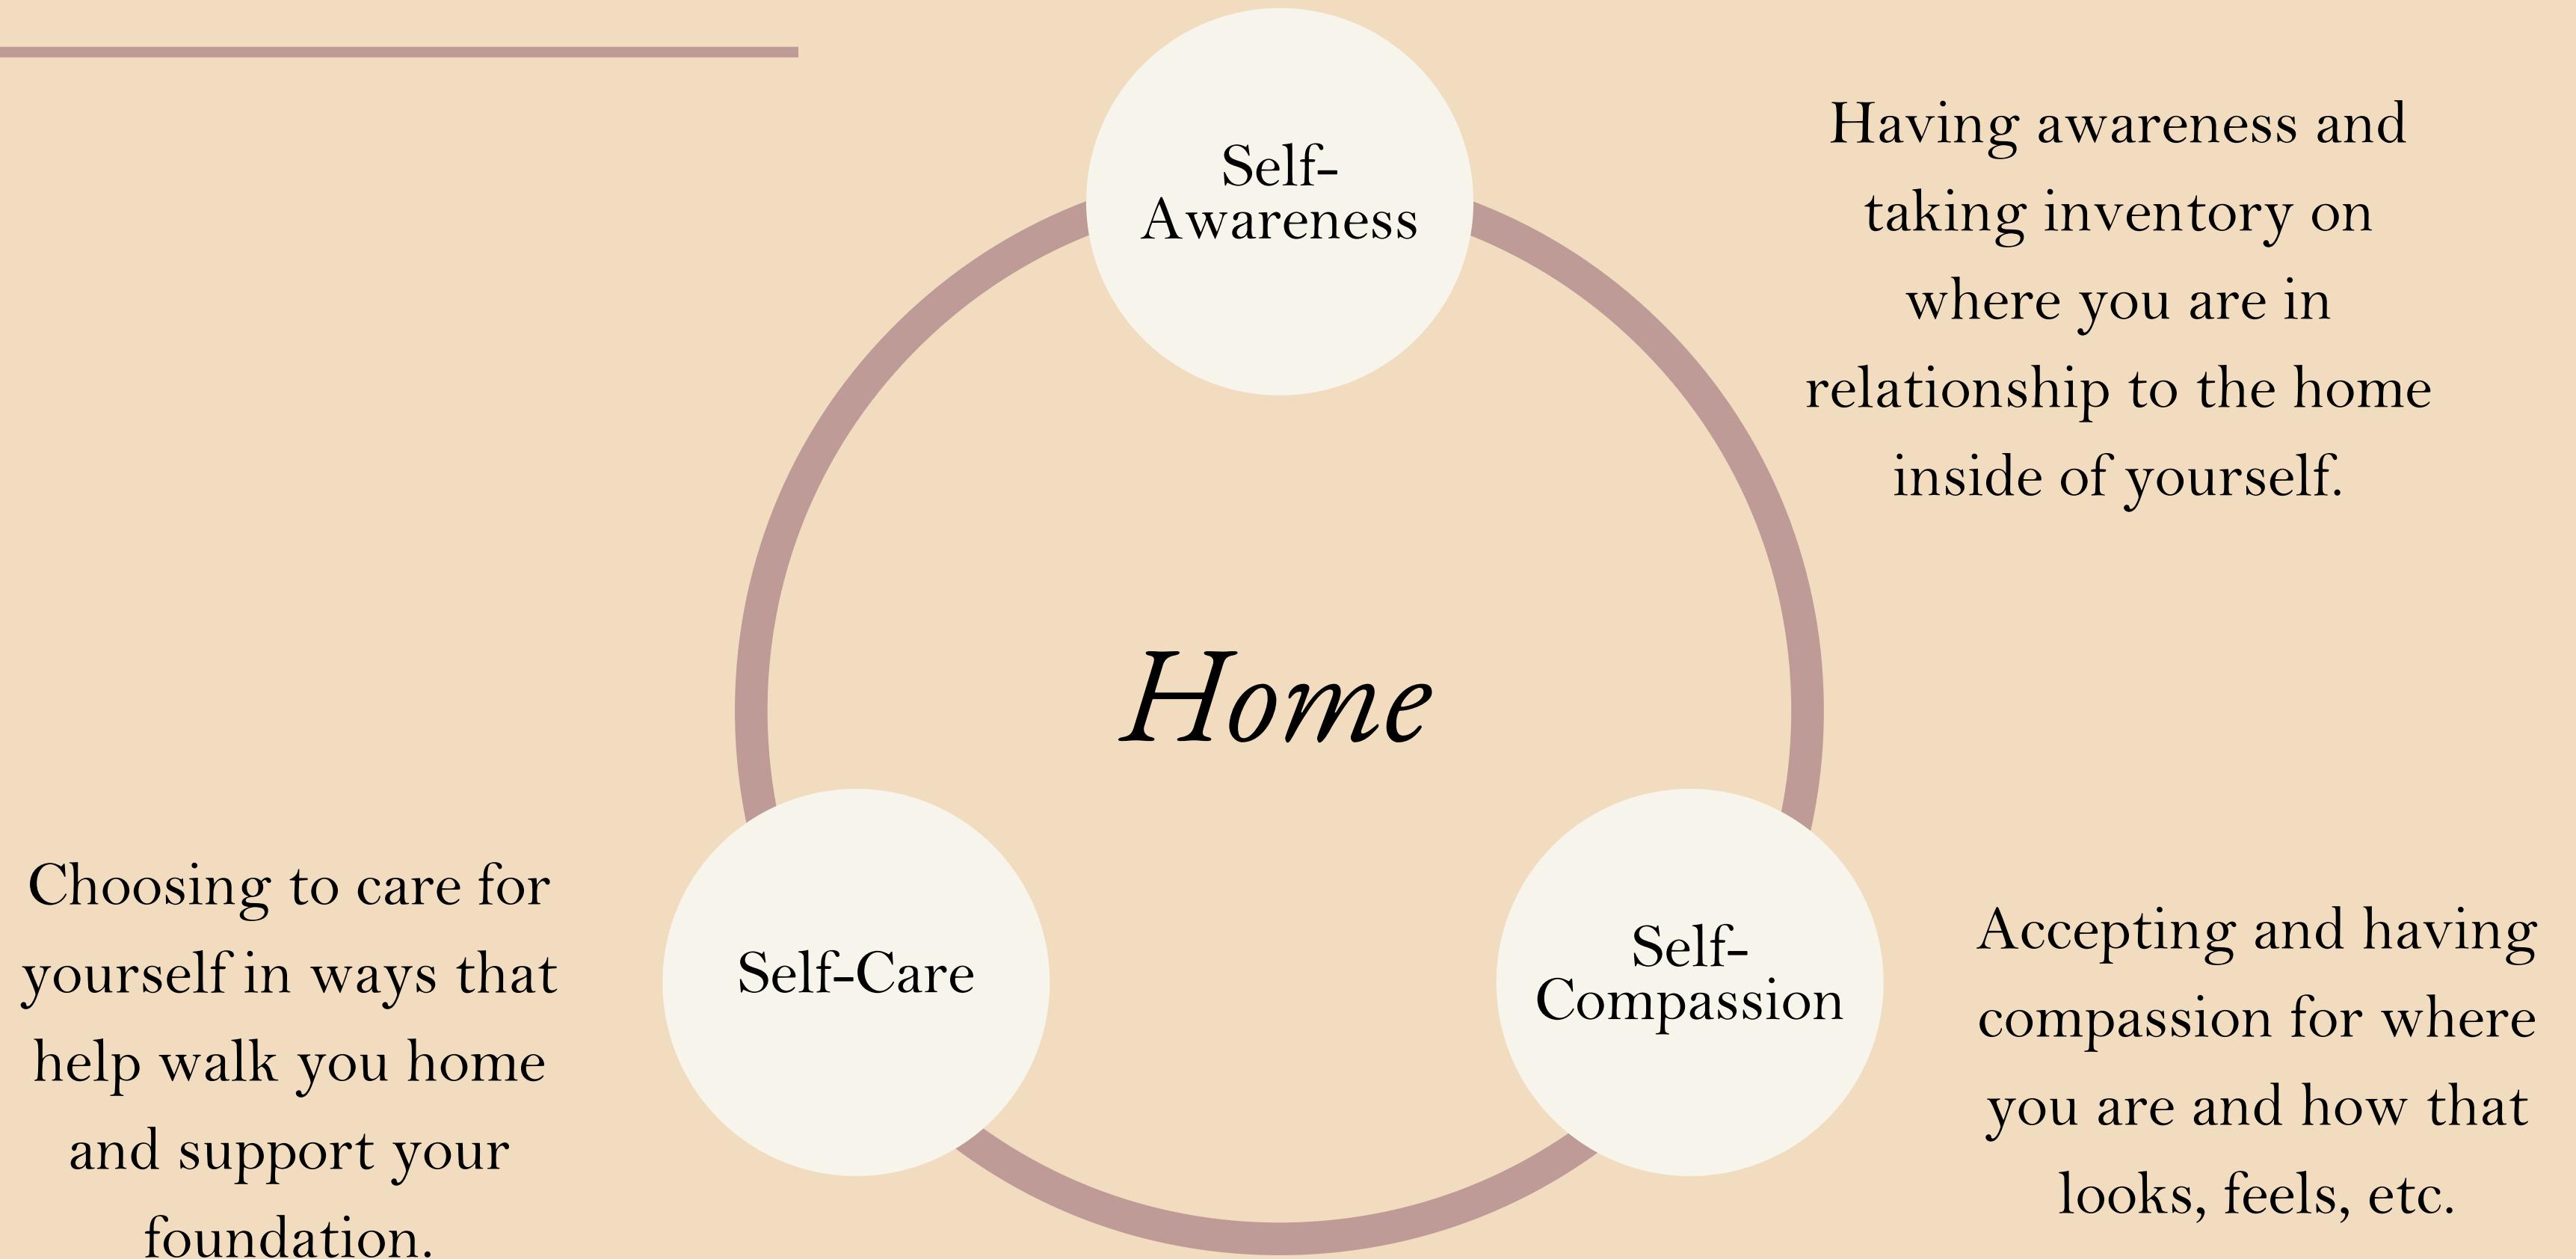 Self-
Awareness
Having awareness and
taking inventory on
where you are in
relationship to the home
inside of yourself.
Home
Choosing to care for
yourself in ways that
help walk you home
and support your
foundation.
Self-Care
Self-
Compassion
Accepting and having
compassion for where
you are and how that
looks, feels, etc.